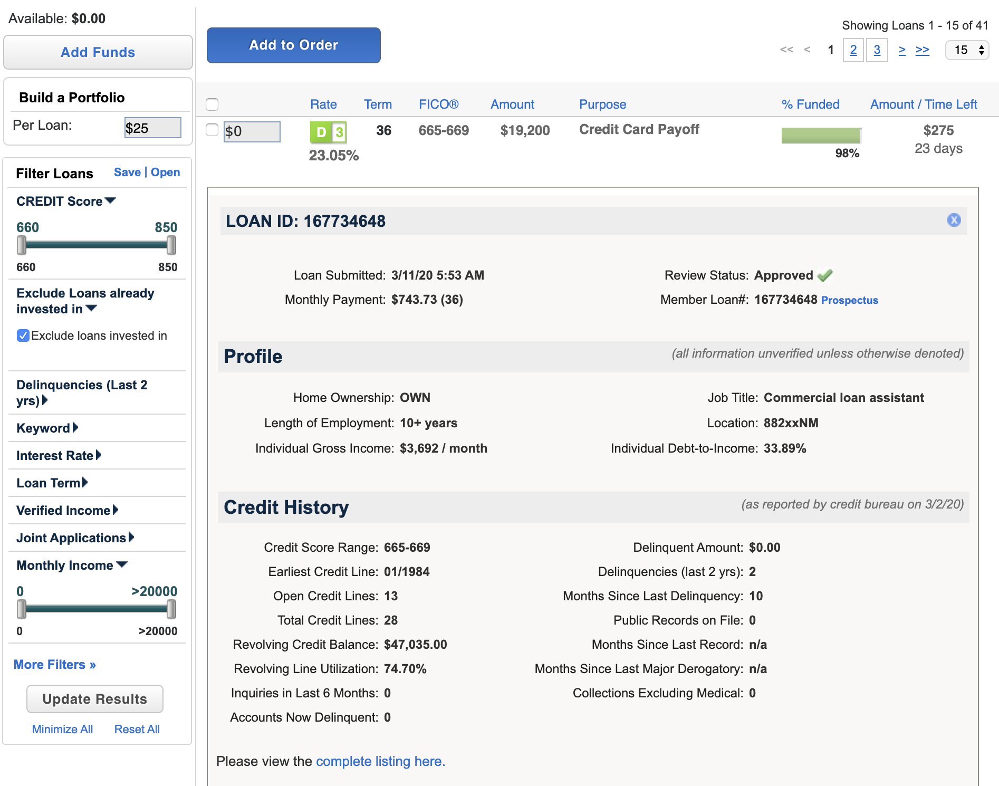 Available: $0.00
Add Funds
Build a Portfolio
Per Loan: $25
Filter Loans Save | Open
CREDIT Score
660 850
660 850
Exclude Loans already
invested in
Exclude loans invested in
Delinquencies (Last 2
yrs)
Keyword
Interest Rate
Loan Term
Verified Income
Joint Applications
Monthly Income
0 >20000
0 >20000
More Filters »
Update Results
Minimize All Reset All
Add to Order
Showing Loans 1 - 15 of 41
<< < 1 2 3 > >> 15
Rate Term FICO® Amount Purpose % Funded Amount / Time Left
$0 D 3 36 665-669 $19,200 Credit Card Payoff $275
23.05% 98% 23 days
LOAN ID: 167734648 X
Loan Submitted: 3/11/20 5:53 AM Review Status: Approved
Monthly Payment: $743.73 (36) Member Loan#: 167734648 Prospectus
Profile (all information unverified unless otherwise denoted)
Home Ownership: OWN Job Title: Commercial loan assistant
Length of Employment: 10+ years Location: 882xxNM
Individual Gross Income: $3,692 / month Individual Debt-to-Income: 33.89%
Credit History (as reported by credit bureau on 3/2/20)
Credit Score Range: 665-669 Delinquent Amount: $0.00
Earliest Credit Line: 01/1984 Delinquencies (last 2 yrs): 2
Open Credit Lines: 13 Months Since Last Delinquency: 10
Total Credit Lines: 28 Public Records on File: 0
Revolving Credit Balance: $47,035.00 Months Since Last Record: n/a
Revolving Line Utilization: 74.70% Months Since Last Major Derogatory: n/a
Inquiries in Last 6 Months: 0 Collections Excluding Medical: 0
Accounts Now Delinquent: 0
Please view the complete listing here.